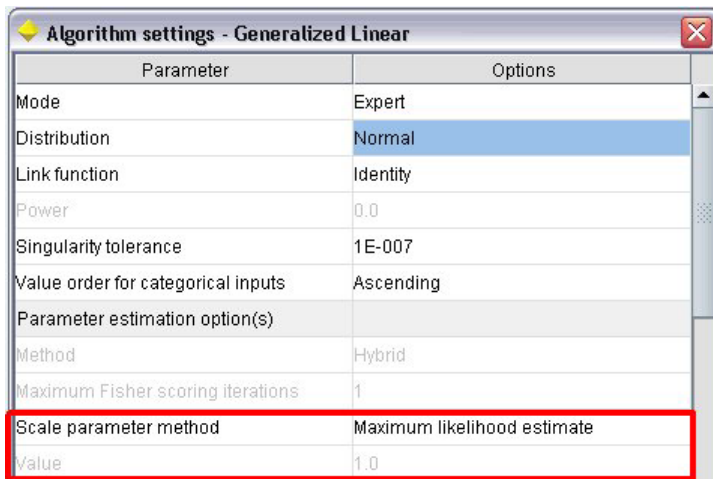 Algorithm settings - Generalized Linear
Parameter Options
Mode Expert
Distribution Normal
Link function Identity
Power 0.0
Singularity tolerance 1E-007
Value order for categorical inputs Ascending
Parameter estimation option(s)
Method Hybrid
Maximum Fisher scoring iterations 1
Scale parameter method Maximum likelihood estimate
Value 1.0